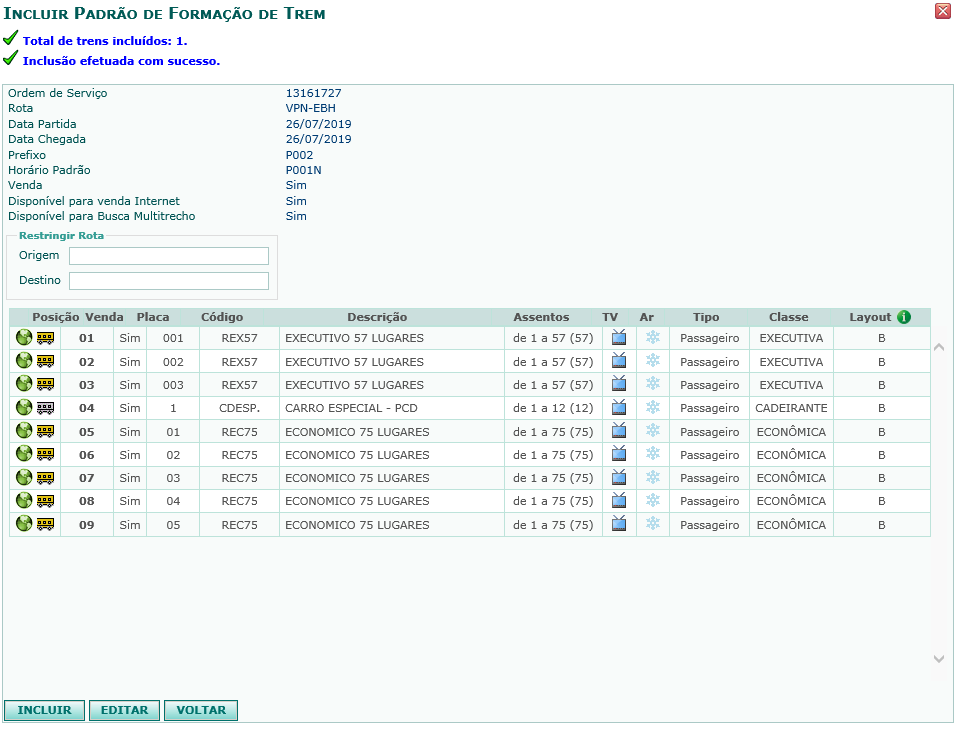 Incluir Padrão de Formação de Trem
Total de trens incluídos: 1.
Inclusão efetuada com sucesso.
Ordem de Serviço 13161727
Rota VPN-EBH
Data Partida 26/07/2019
Data Chegada 26/07/2019
Prefixo P002
Horário Padrão P001N
Venda Sim
Disponível para venda Internet Sim
Disponível para Busca Multitrecho Sim
Restringir Rota
Origem
Destino
Posição Venda Placa Código Descrição Assentos TV Ar Tipo Classe Layout i
01 Sim 001 REX57 EXECUTIVO 57 LUGARES de 1 a 57 (57) Passageiro EXECUTIVA B
02 Sim 002 REX57 EXECUTIVO 57 LUGARES de 1 a 57 (57) Passageiro EXECUTIVA B
03 Sim 003 REX57 EXECUTIVO 57 LUGARES de 1 a 57 (57) Passageiro EXECUTIVA B
04 Sim 1 CDESP. CARRO ESPECIAL - PCD de 1 a 12 (12) Passageiro CADEIRANTE B
05 Sim 01 REC75 ECONOMICO 75 LUGARES de 1 a 75 (75) Passageiro ECONÔMICA B
06 Sim 02 REC75 ECONOMICO 75 LUGARES de 1 a 75 (75) Passageiro ECONÔMICA B
07 Sim 03 REC75 ECONOMICO 75 LUGARES de 1 a 75 (75) Passageiro ECONÔMICA B
08 Sim 04 REC75 ECONOMICO 75 LUGARES de 1 a 75 (75) Passageiro ECONÔMICA B
09 Sim 05 REC75 ECONOMICO 75 LUGARES de 1 a 75 (75) Passageiro ECONÔMICA B
INCLUIR EDITAR VOLTAR